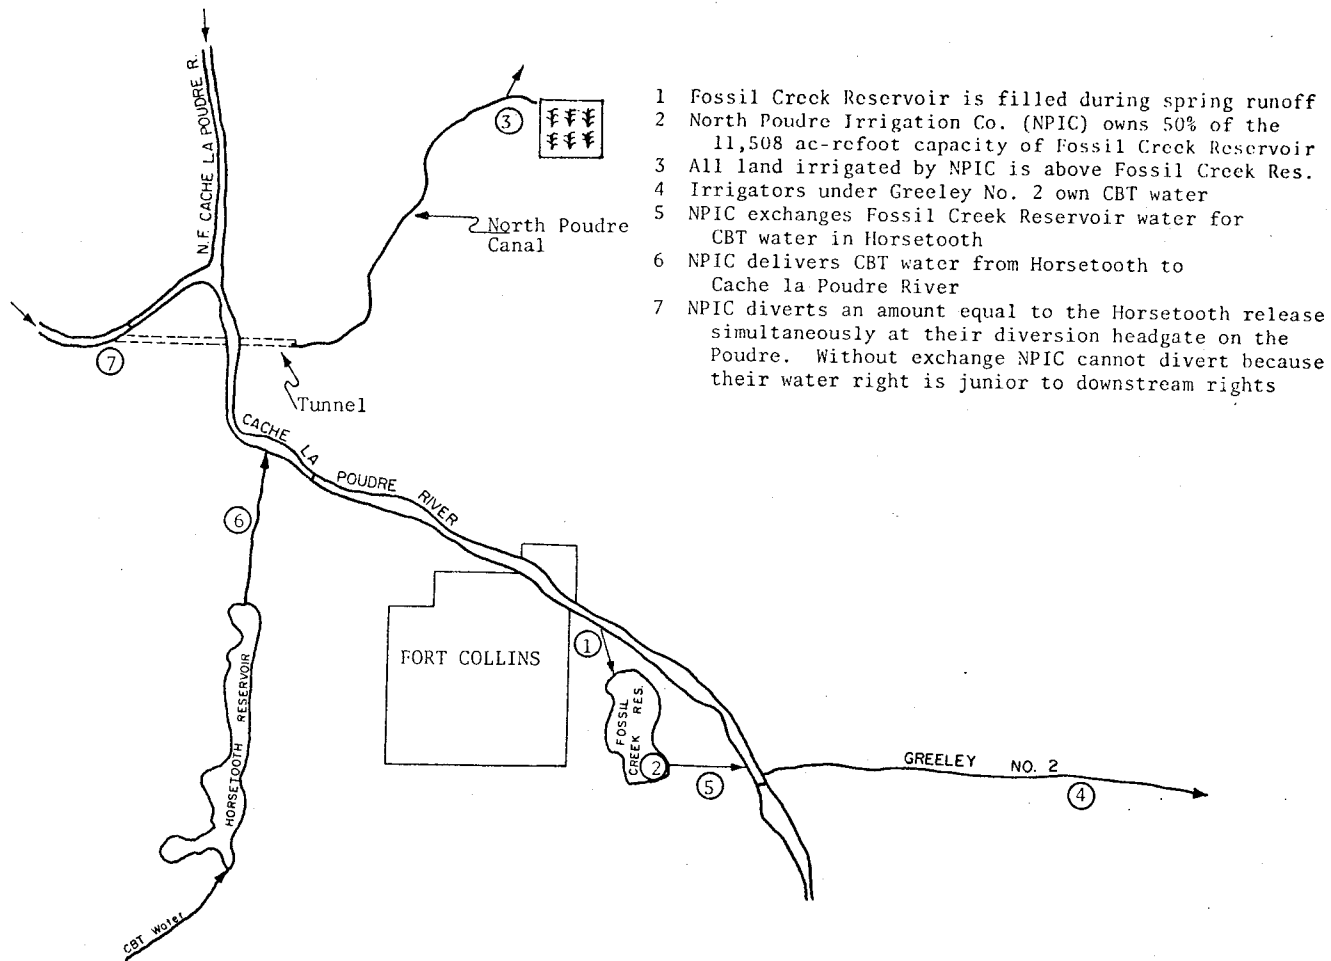 1 Fossil Creek Reservoir is filled during spring runoff
2 North Poudre Irrigation Co. (NPIC) owns 50% of the
11,508 ac-refoot capacity of Fossil Creek Reservoir
3 All land irrigated by NPIC is above Fossil Creek Res.
4 Irrigators under Greeley No. 2 own CBT water
5 NPIC exchanges Fossil Creek Reservoir water for
CBT water in Horsetooth
6 NPIC delivers CBT water from Horsetooth to
Cache la Poudre River
7 NPIC diverts an amount equal to the Horsetooth release
simultaneously at their diversion headgate on the
Poudre. Without exchange NPIC cannot divert because
their water right is junior to downstream rights
N.F. CACHE LA POUDRE R.
3
North Poudre
Canal
7
Tunnel
CACHE LA POUDRE RIVER
6
FORT COLLINS
1
FOSSIL
CREEK RES.
2
5
GREELEY NO. 2
4
HORSETOOTH RESERVOIR
CBT Water